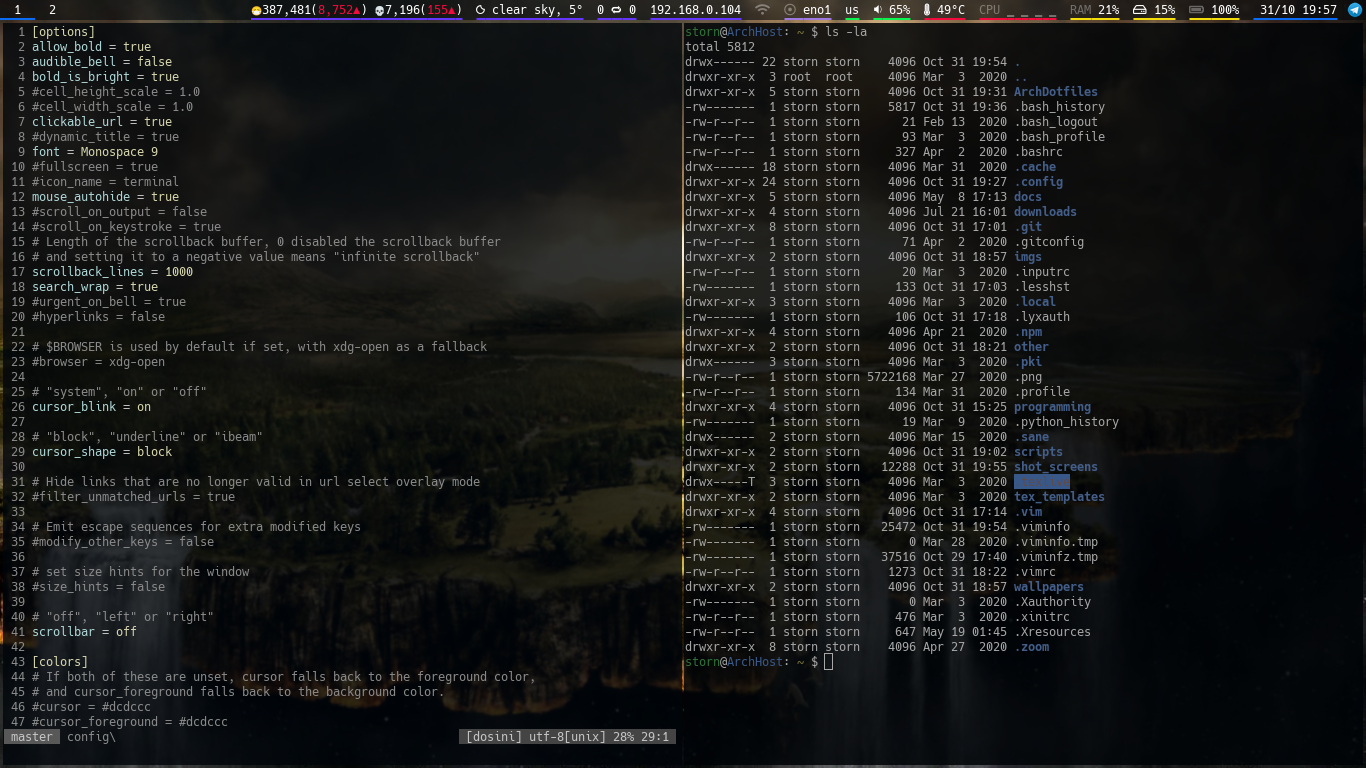 1 2 387,481(8,752▲) 7,196(155▲) clear sky, 5° 0 0 192.168.0.104 eno1 us 65% 49°C CPU RAM 21% 15% 100% 31/10 19:57
1 [options]
2 allow_bold = true
3 audible_bell = false
4 bold_is_bright = true
5 #cell_height_scale = 1.0
6 #cell_width_scale = 1.0
7 clickable_url = true
8 #dynamic_title = true
9 font = Monospace 9
10 #fullscreen = true
11 #icon_name = terminal
12 mouse_autohide = true
13 #scroll_on_output = false
14 #scroll_on_keystroke = true
15 # Length of the scrollback buffer, 0 disabled the scrollback buffer
16 # and setting it to a negative value means "infinite scrollback"
17 scrollback_lines = 1000
18 search_wrap = true
19 #urgent_on_bell = true
20 #hyperlinks = false
21
22 # $BROWSER is used by default if set, with xdg-open as a fallback
23 #browser = xdg-open
24
25 # "system", "on" or "off"
26 cursor_blink = on
27
28 # "block", "underline" or "ibeam"
29 cursor_shape = block
30
31 # Hide links that are no longer valid in url select overlay mode
32 #filter_unmatched_urls = true
33
34 # Emit escape sequences for extra modified keys
35 #modify_other_keys = false
36
37 # set size hints for the window
38 #size_hints = false
39
40 # "off", "left" or "right"
41 scrollbar = off
42
43 [colors]
44 # If both of these are unset, cursor falls back to the foreground color,
45 # and cursor_foreground falls back to the background color.
46 #cursor = #dcdccc
47 #cursor_foreground = #dcdccc
master config\ [dosini] utf-8[unix] 28% 29:1
storn@ArchHost: ~ $ ls -la
total 5812
drwx------ 22 storn storn 4096 Oct 31 19:54 .
drwxr-xr-x 3 root root 4096 Mar 3 2020 ..
drwxr-xr-x 5 storn storn 4096 Oct 31 19:31 ArchDotfiles
-rw------- 1 storn storn 5817 Oct 31 19:36 .bash_history
-rw-r--r-- 1 storn storn 21 Feb 13 2020 .bash_logout
-rw-r--r-- 1 storn storn 93 Mar 3 2020 .bash_profile
-rw-r--r-- 1 storn storn 327 Apr 2 2020 .bashrc
drwx------ 18 storn storn 4096 Mar 31 2020 .cache
drwxr-xr-x 24 storn storn 4096 Oct 31 19:27 .config
drwxr-xr-x 5 storn storn 4096 May 8 17:13 docs
drwxr-xr-x 4 storn storn 4096 Jul 21 16:01 downloads
drwxr-xr-x 8 storn storn 4096 Oct 31 17:01 .git
-rw-r--r-- 1 storn storn 71 Apr 2 2020 .gitconfig
drwxr-xr-x 2 storn storn 4096 Oct 31 18:57 imgs
-rw-r--r-- 1 storn storn 20 Mar 3 2020 .inputrc
-rw------- 1 storn storn 133 Oct 31 17:03 .lesshst
drwxr-xr-x 3 storn storn 4096 Mar 3 2020 .local
-rw------- 1 storn storn 106 Oct 31 17:18 .lyxauth
drwxr-xr-x 4 storn storn 4096 Apr 21 2020 .npm
drwxr-xr-x 2 storn storn 4096 Oct 31 18:21 other
drwx------ 3 storn storn 4096 Mar 3 2020 .pki
-rw-r--r-- 1 storn storn 5722168 Mar 27 2020 .png
-rw-r--r-- 1 storn storn 134 Mar 31 2020 .profile
drwxr-xr-x 4 storn storn 4096 Oct 31 15:25 programming
-rw------- 1 storn storn 19 Mar 9 2020 .python_history
drwx------ 2 storn storn 4096 Mar 15 2020 .sane
drwxr-xr-x 2 storn storn 4096 Oct 31 19:02 scripts
drwxr-xr-x 2 storn storn 12288 Oct 31 19:55 shot_screens
drwx-----T 3 storn storn 4096 Mar 3 2020
drwxr-xr-x 2 storn storn 4096 Mar 3 2020 tex_templates
drwxr-xr-x 4 storn storn 4096 Oct 31 17:14 .vim
-rw------- 1 storn storn 25472 Oct 31 19:54 .viminfo
-rw------- 1 storn storn 0 Mar 28 2020 .viminfo.tmp
-rw-r--r-- 1 storn storn 37516 Oct 29 17:40 .viminfz.tmp
-rw-r--r-- 1 storn storn 1273 Oct 31 18:22 .vimrc
drwxr-xr-x 2 storn storn 4096 Oct 31 18:57 wallpapers
-rw------- 1 storn storn 0 Mar 3 2020 .Xauthority
-rw-r--r-- 1 storn storn 476 Mar 3 2020 .xinitrc
-rw-r--r-- 1 storn storn 647 May 19 01:45 .Xresources
drwxr-xr-x 8 storn storn 4096 Apr 27 2020 .zoom
storn@ArchHost: ~ $